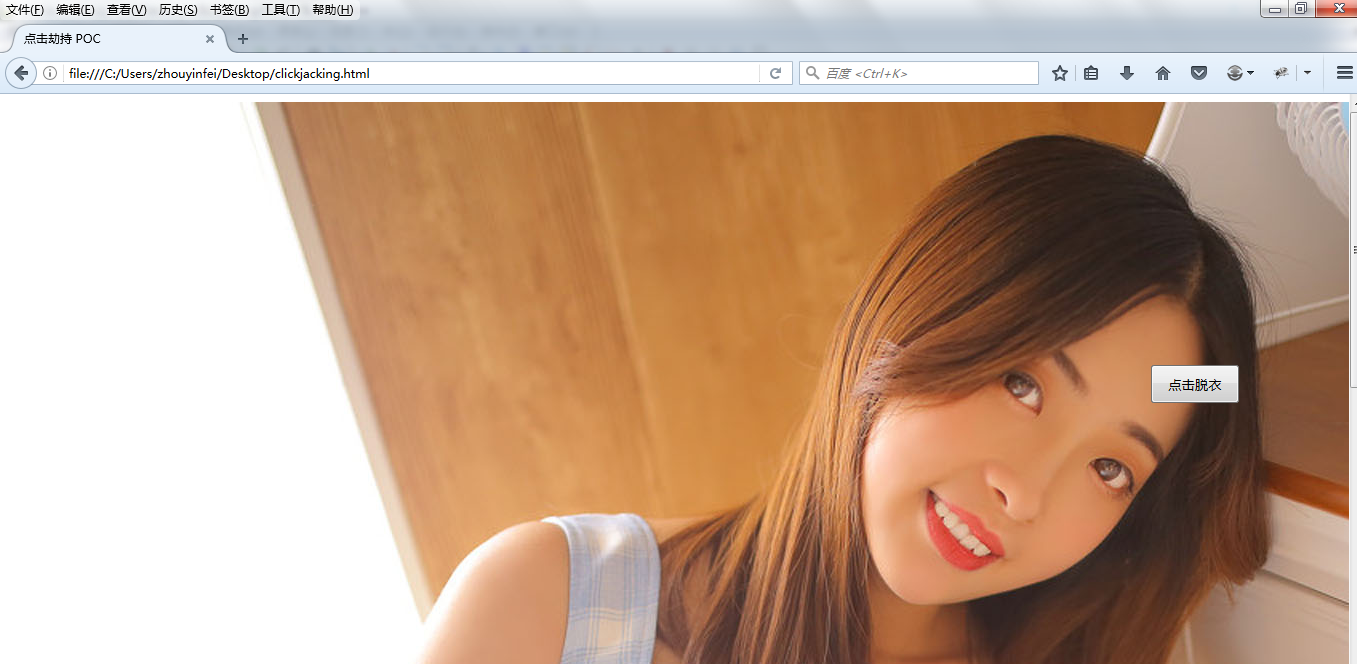 文件(F) 编辑(E) 查看(V) 历史(S) 书签(B) 工具(T) 帮助(H)
点击劫持 POC
file:///C:/Users/zhouyinfei/Desktop/clickjacking.html
百度 <Ctrl+K>
点击脱衣